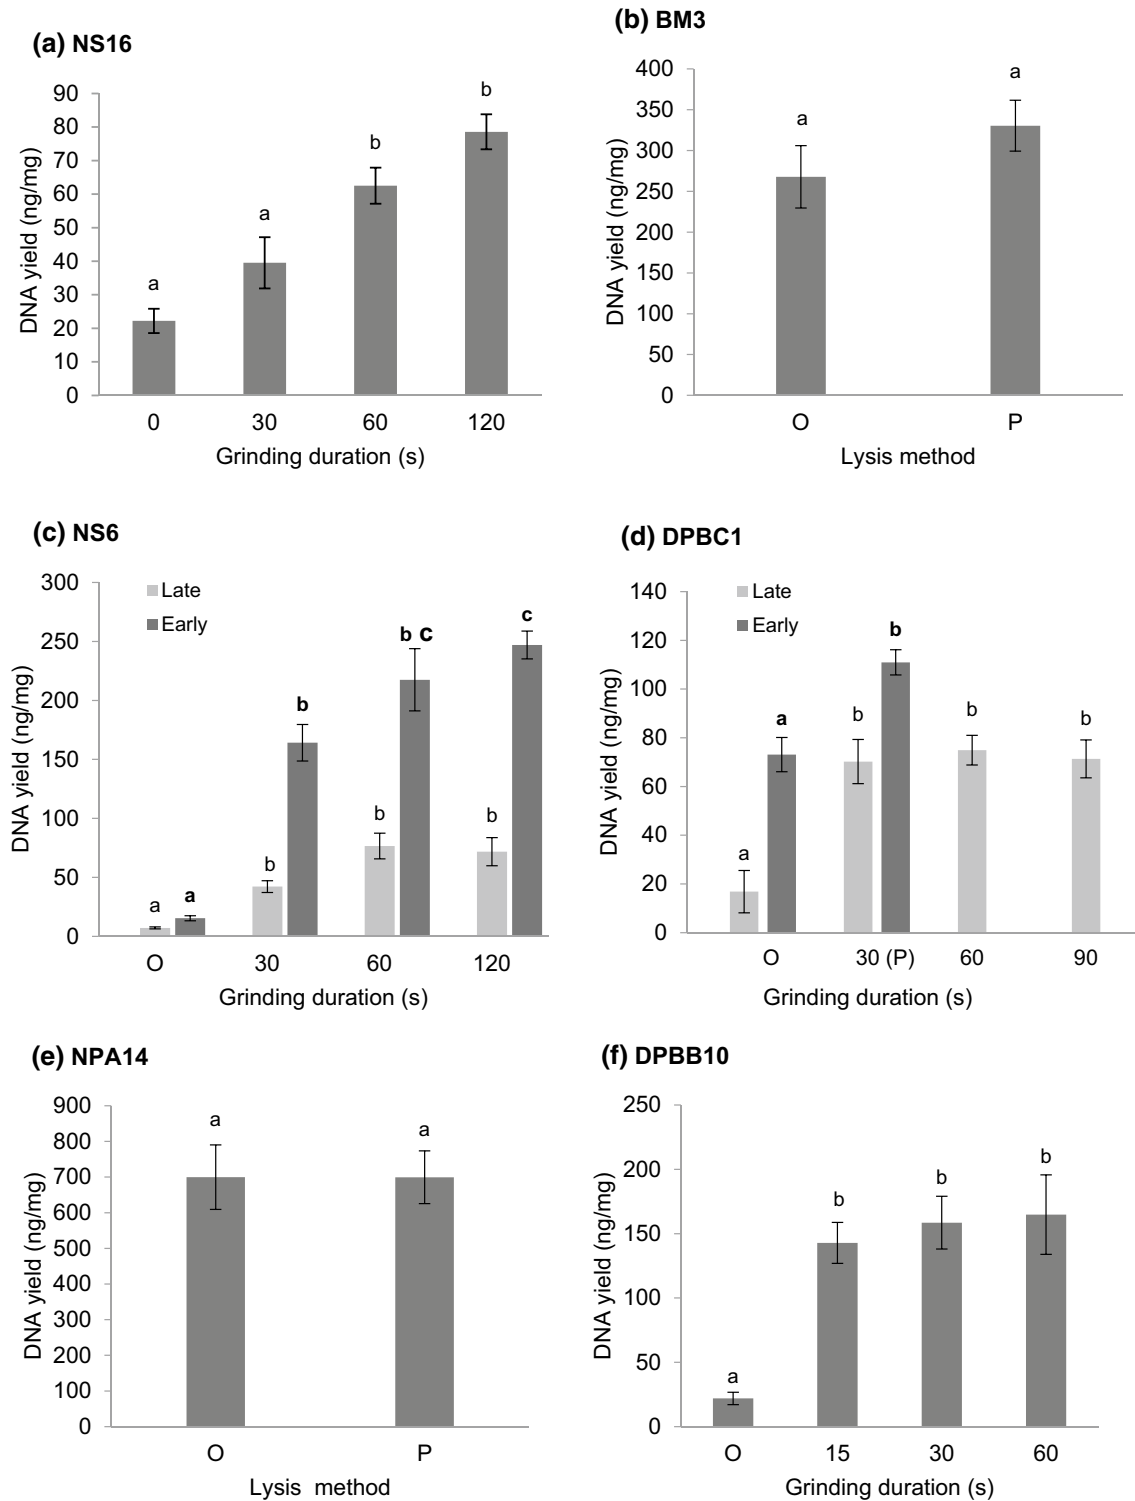 (a) NS16
DNA yield (ng/mg)
90
80
70
60
50
40
30
20
10
0
a
a
b
b
0 30 60 120
Grinding duration (s)
(b) BM3
DNA yield (ng/mg)
400
350
300
250
200
150
100
50
0
a
a
O P
Lysis method
(c) NS6
DNA yield (ng/mg)
300
250
200
150
100
50
0
Late
Early
a
a
b
b
b
b c
b
c
O 30 60 120
Grinding duration (s)
(d) DPBC1
DNA yield (ng/mg)
140
120
100
80
60
40
20
0
Late
Early
a
a
b
b
b
b
O 30 (P) 60 90
Grinding duration (s)
(e) NPA14
DNA yield (ng/mg)
900
800
700
600
500
400
300
200
100
0
a
a
O P
Lysis method
(f) DPBB10
DNA yield (ng/mg)
250
200
150
100
50
0
a
b
b
b
O 15 30 60
Grinding duration (s)